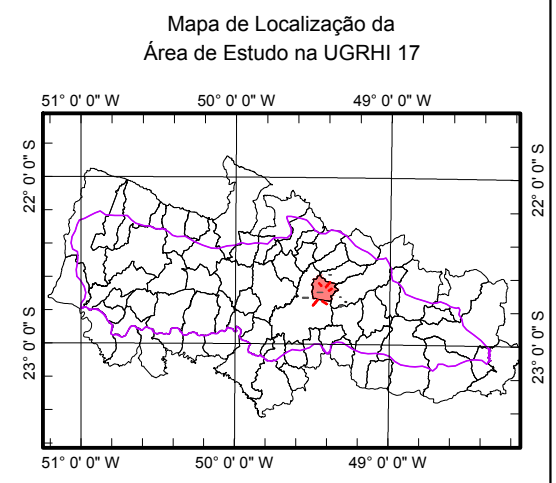 Mapa de Localização da
Área de Estudo na UGRHI 17
51° 0' 0" W 50° 0' 0" W 49° 0' 0" W
22° 0' 0" S
22° 0' 0" S
23° 0' 0" S
23° 0' 0" S
51° 0' 0" W 50° 0' 0" W 49° 0' 0" W